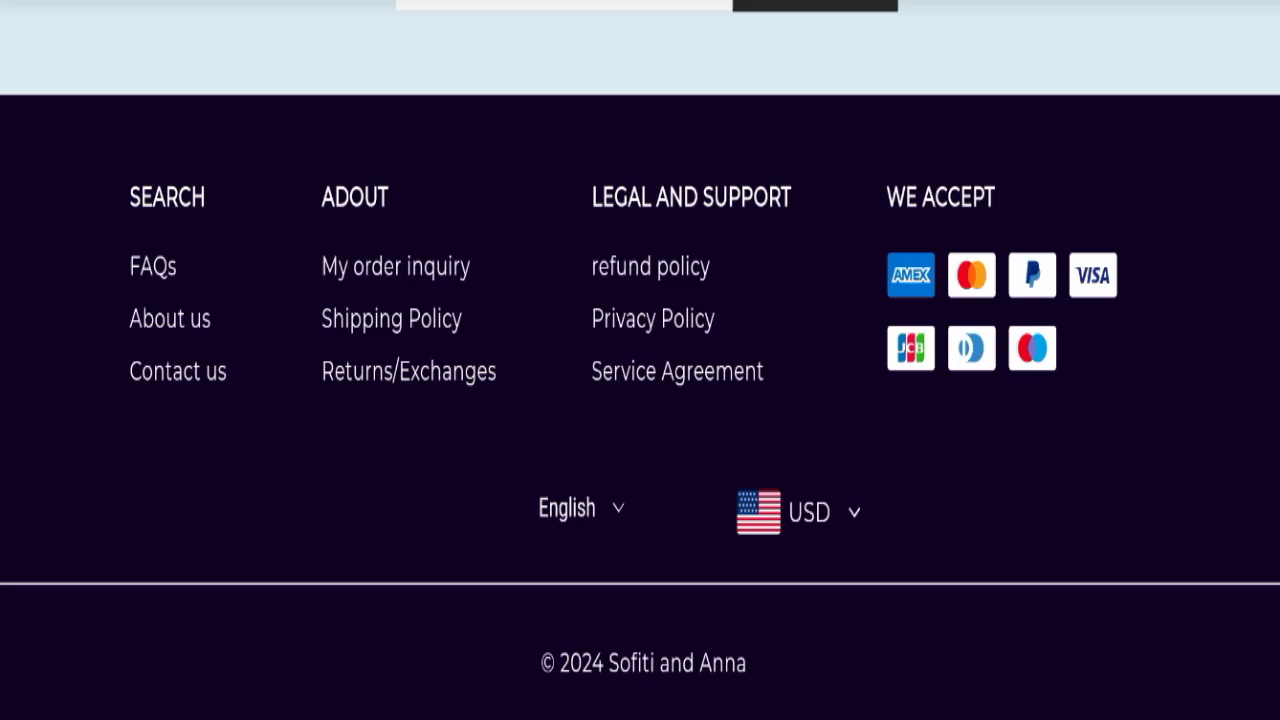 SEARCH
FAQs
About us
Contact us
ADOUT
My order inquiry
Shipping Policy
Returns/Exchanges
LEGAL AND SUPPORT
refund policy
Privacy Policy
Service Agreement
WE ACCEPT
AMEX
VISA
JCB
English
USD
© 2024 Sofiti and Anna